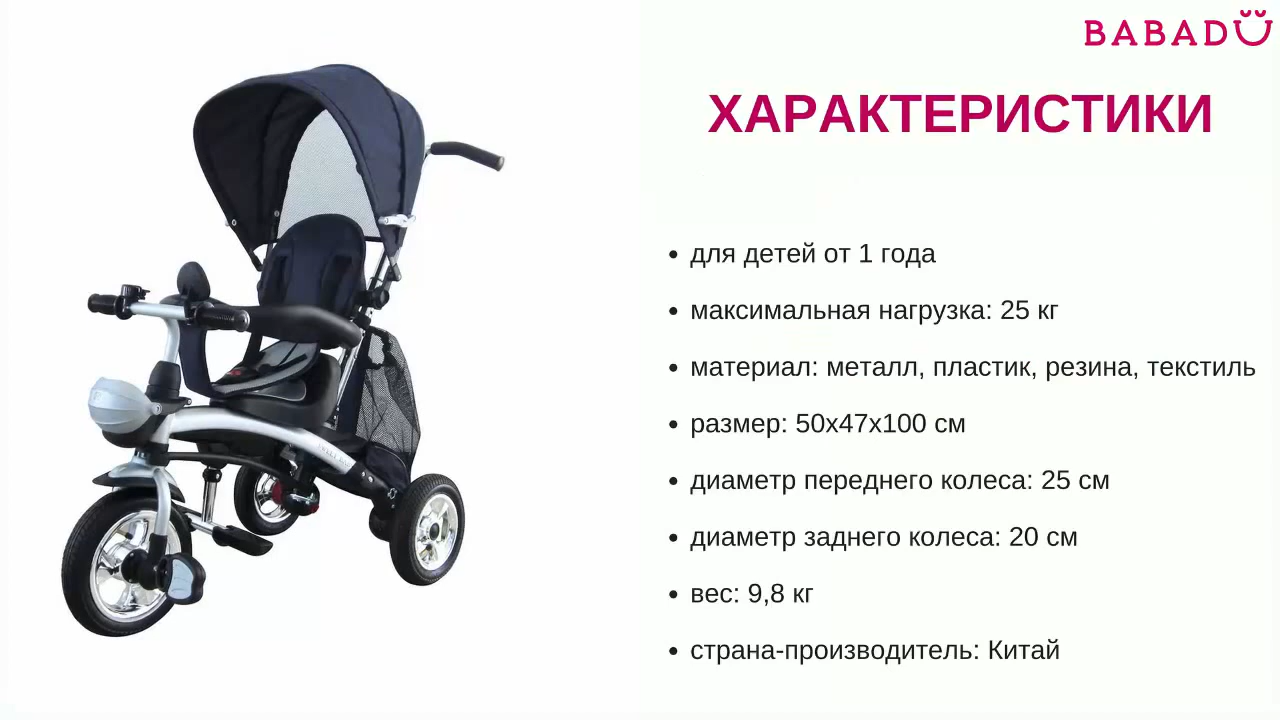 BABADU
ХАРАКТЕРИСТИКИ
• для детей от 1 года
• максимальная нагрузка: 25 кг
• материал: металл, пластик, резина, текстиль
• размер: 50х47х100 см
• диаметр переднего колеса: 25 см
• диаметр заднего колеса: 20 см
• вес: 9,8 кг
• страна-производитель: Китай